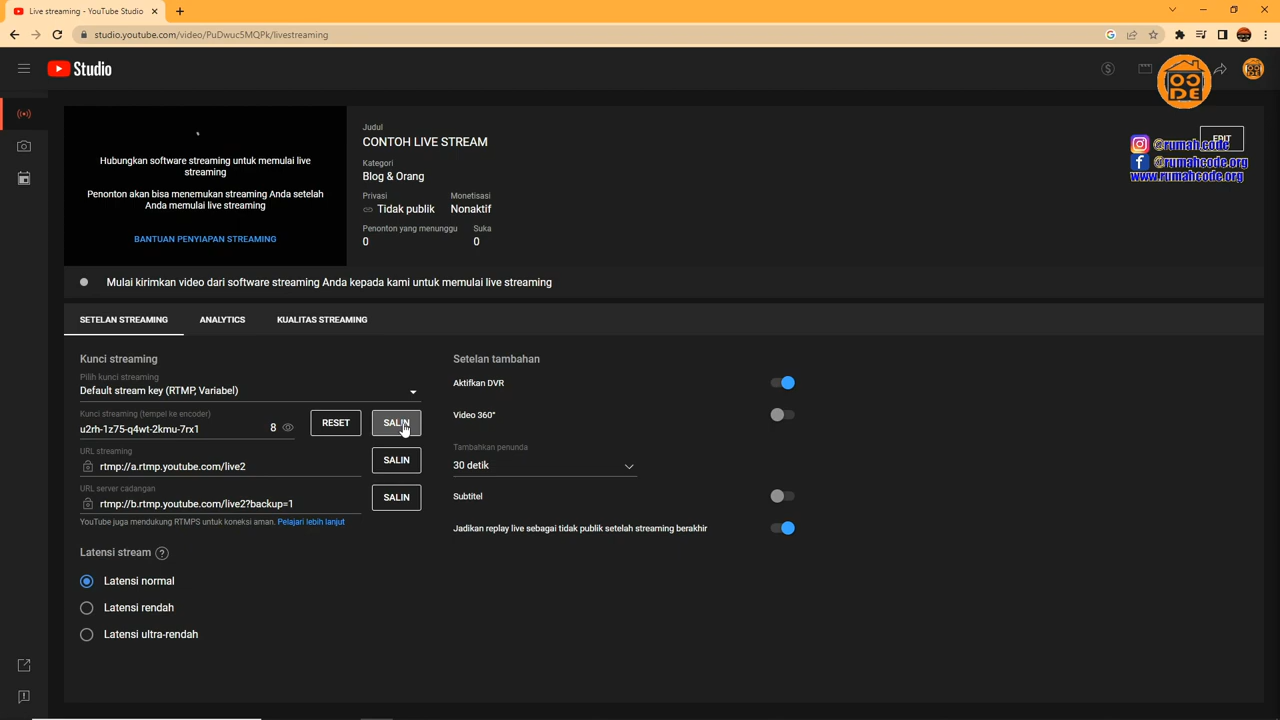 Live streaming - YouTube Studio
studio.youtube.com/video/PuDwuc5MQPk/livestreaming
Studio
Hubungkan software streaming untuk memulai live
streaming
Penonton akan bisa menemukan streaming Anda setelah
Anda memulai live streaming
BANTUAN PENYIAPAN STREAMING
Judul
CONTOH LIVE STREAM
Kategori
Blog & Orang
Privasi
Monetisasi
Tidak publik
Nonaktif
Penonton yang menunggu
Suka
0
0
EDIT
@rumah.code
@rumahcode.org
www.rumahcode.org
Mulai kirimkan video dari software streaming Anda kepada kami untuk memulai live streaming
SETELAN STREAMING
ANALYTICS
KUALITAS STREAMING
Kunci streaming
Pilih kunci streaming
Default stream key (RTMP, Variabel)
Kunci streaming (tempel ke encoder)
u2rh-1z75-q4wt-2kmu-7rx1
8
RESET
SALIN
URL streaming
rtmp://a.rtmp.youtube.com/live2
SALIN
URL server cadangan
rtmp://b.rtmp.youtube.com/live2?backup=1
SALIN
YouTube juga mendukung RTMPS untuk koneksi aman. Pelajari lebih lanjut
Latensi stream
Latensi normal
Latensi rendah
Latensi ultra-rendah
Setelan tambahan
Aktifkan DVR
Video 360°
Tambahkan penunda
30 detik
Subtitel
Jadikan replay live sebagai tidak publik setelah streaming berakhir